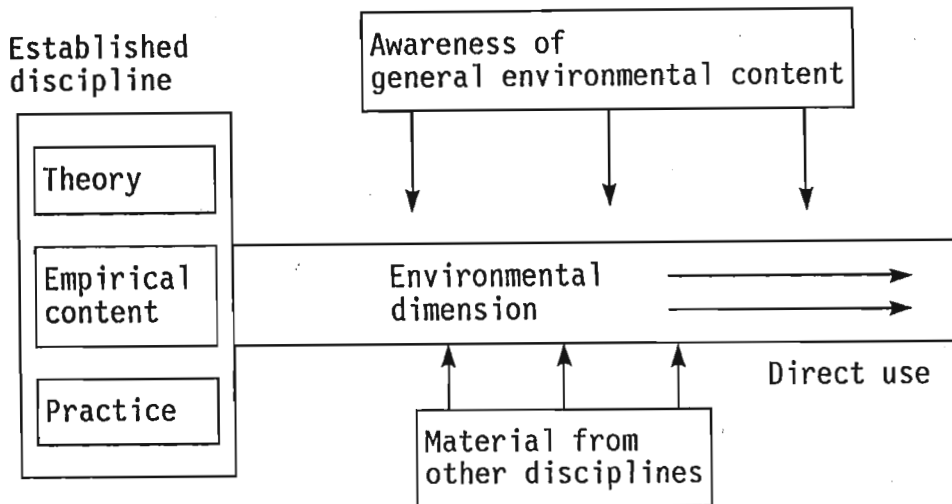 Established
discipline
Theory
Empirical
content
Practice
Awareness of
general environmental content
Environmental
dimension
Direct use
Material from
other disciplines